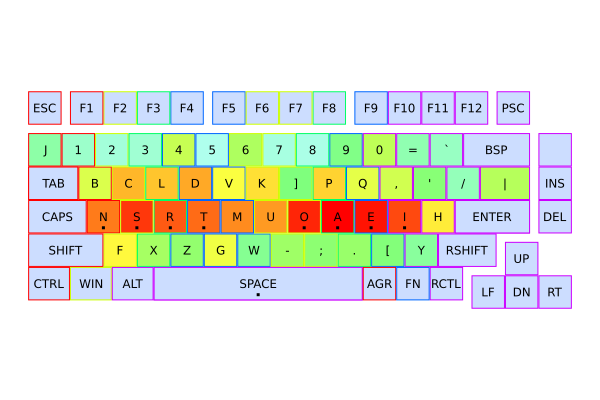 ESC F1 F2 F3 F4 F5 F6 F7 F8 F9 F10 F11 F12 PSC
J 1 2 3 4 5 6 7 8 9 0 = ` BSP
TAB B C L D V K ] P Q , ' / | INS
CAPS N S R T M U O A E I H ENTER DEL
SHIFT F X Z G W - ; . [ Y RSHIFT UP
CTRL WIN ALT SPACE AGR FN RCTL LF DN RT